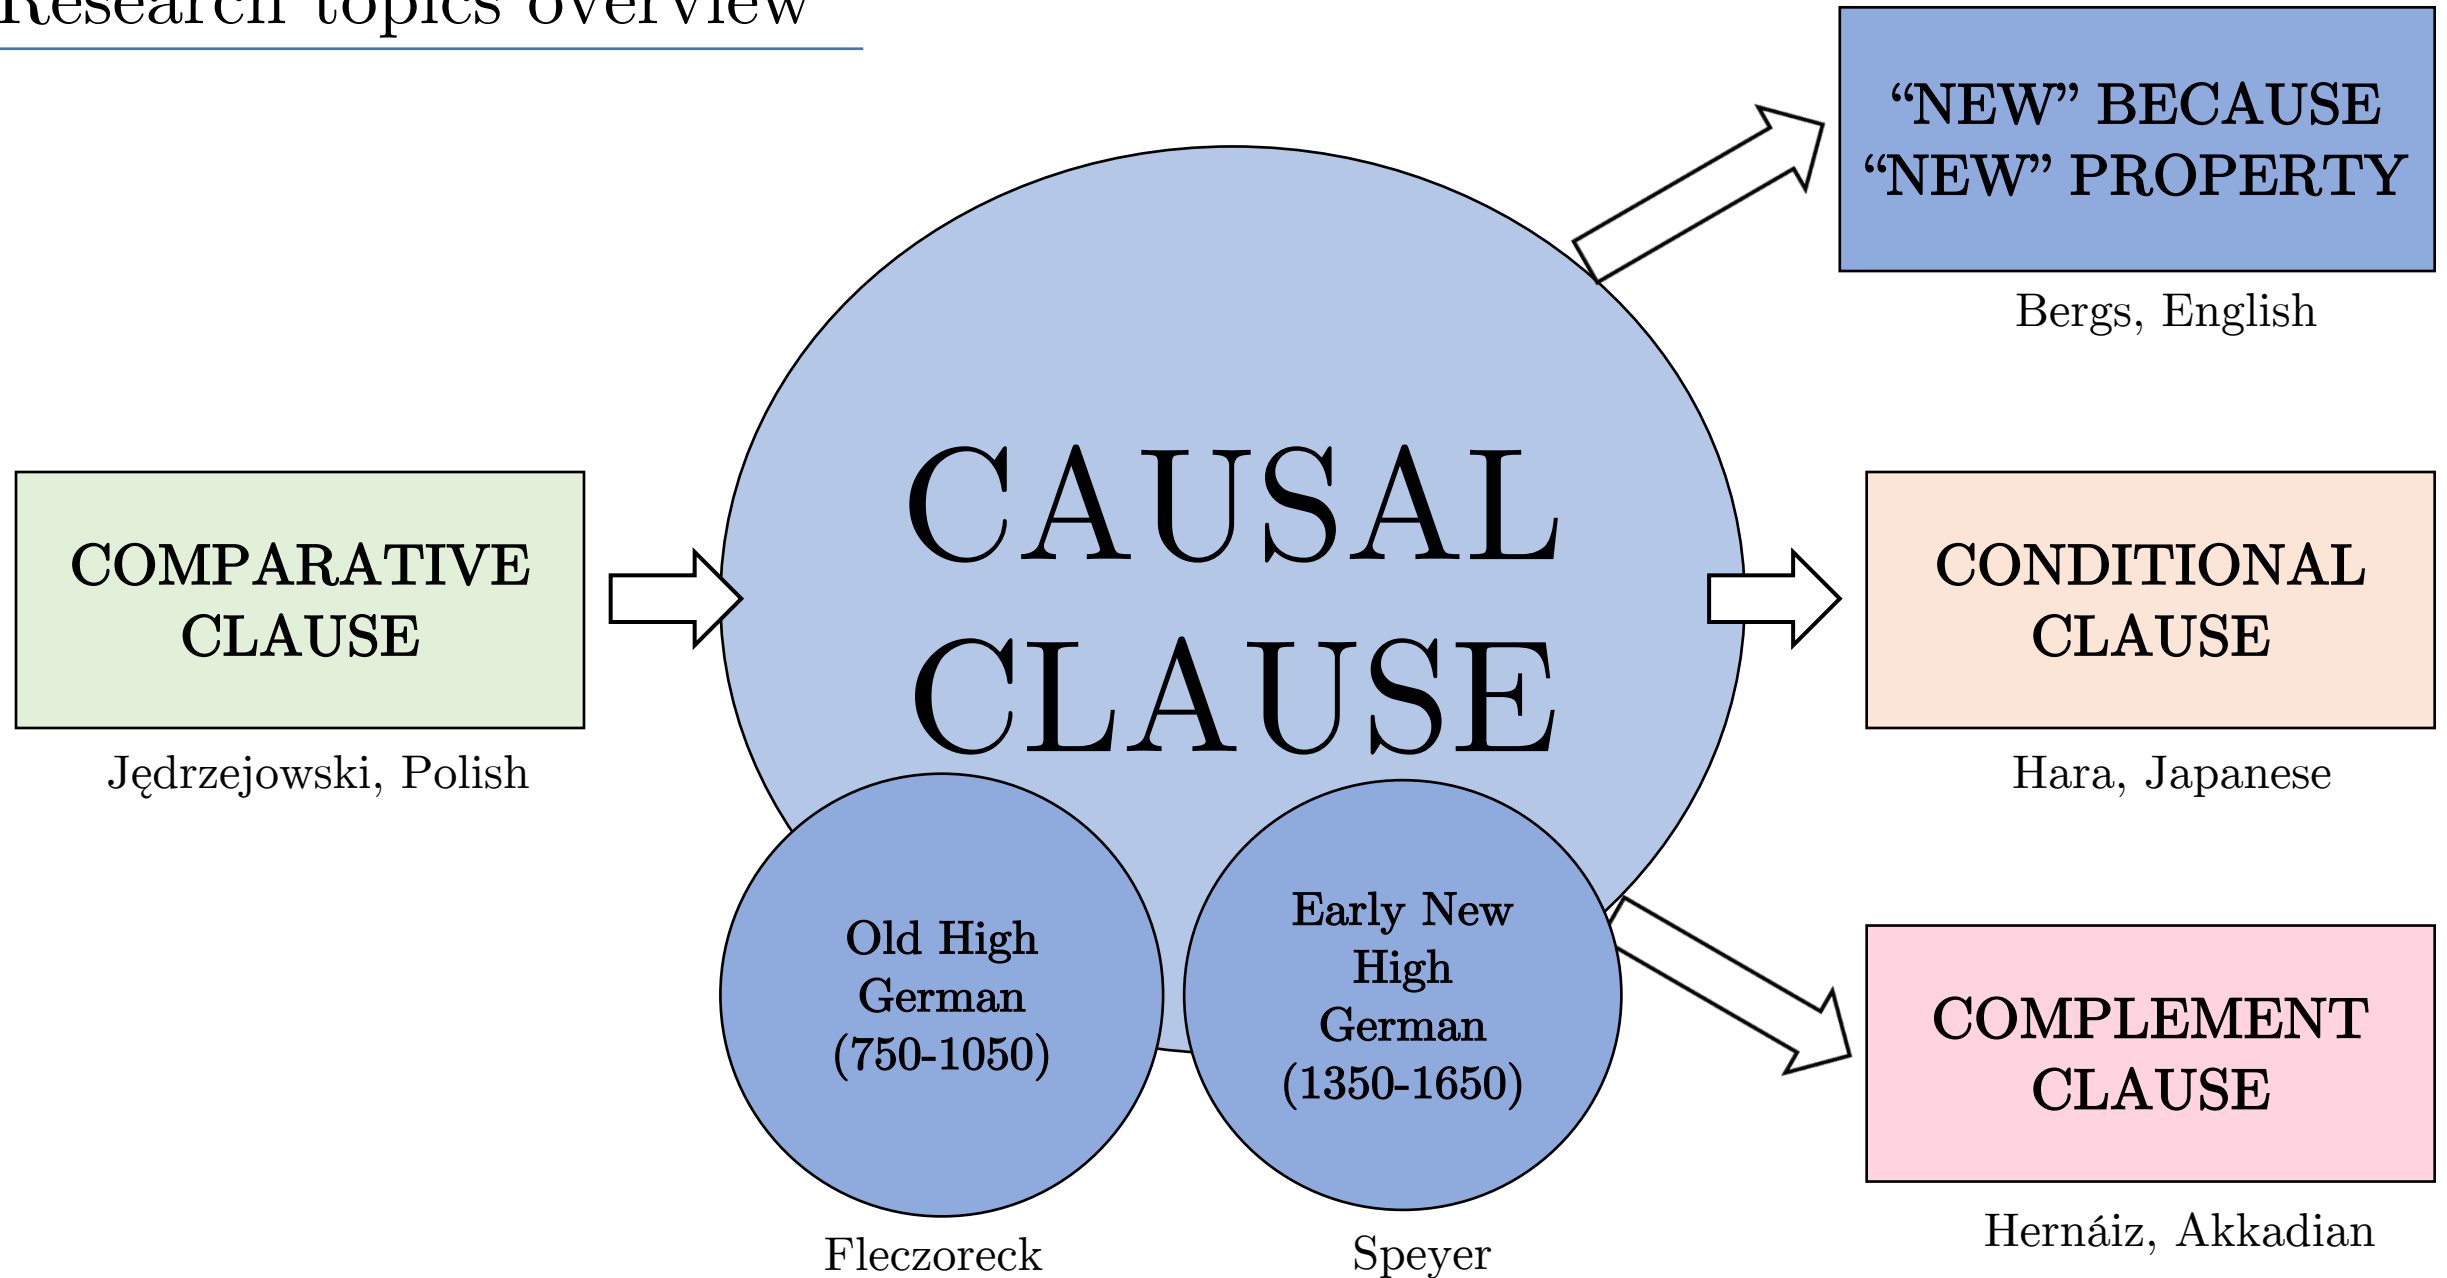 Research topics overview
“NEW” BECAUSE
“NEW” PROPERTY
Bergs, English
CAUSAL
CLAUSE
COMPARATIVE
CLAUSE
Jędrzejowski, Polish
CONDITIONAL
CLAUSE
Hara, Japanese
Old High
German
(750-1050)
Fleczoreck
Early New
High
German
(1350-1650)
Speyer
COMPLEMENT
CLAUSE
Hernáiz, Akkadian